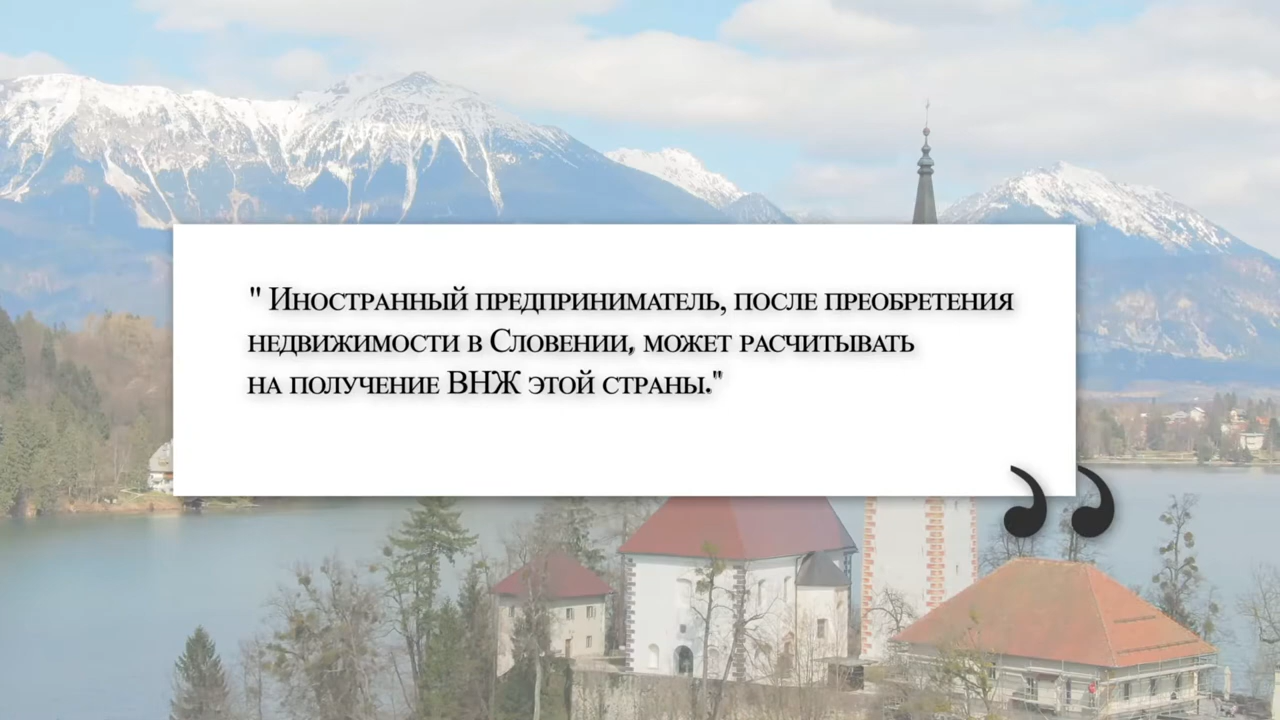 " Иностранный предприниматель, после преобретения
недвижимости в Словении, может расчитывать
на получение ВНЖ этой страны."